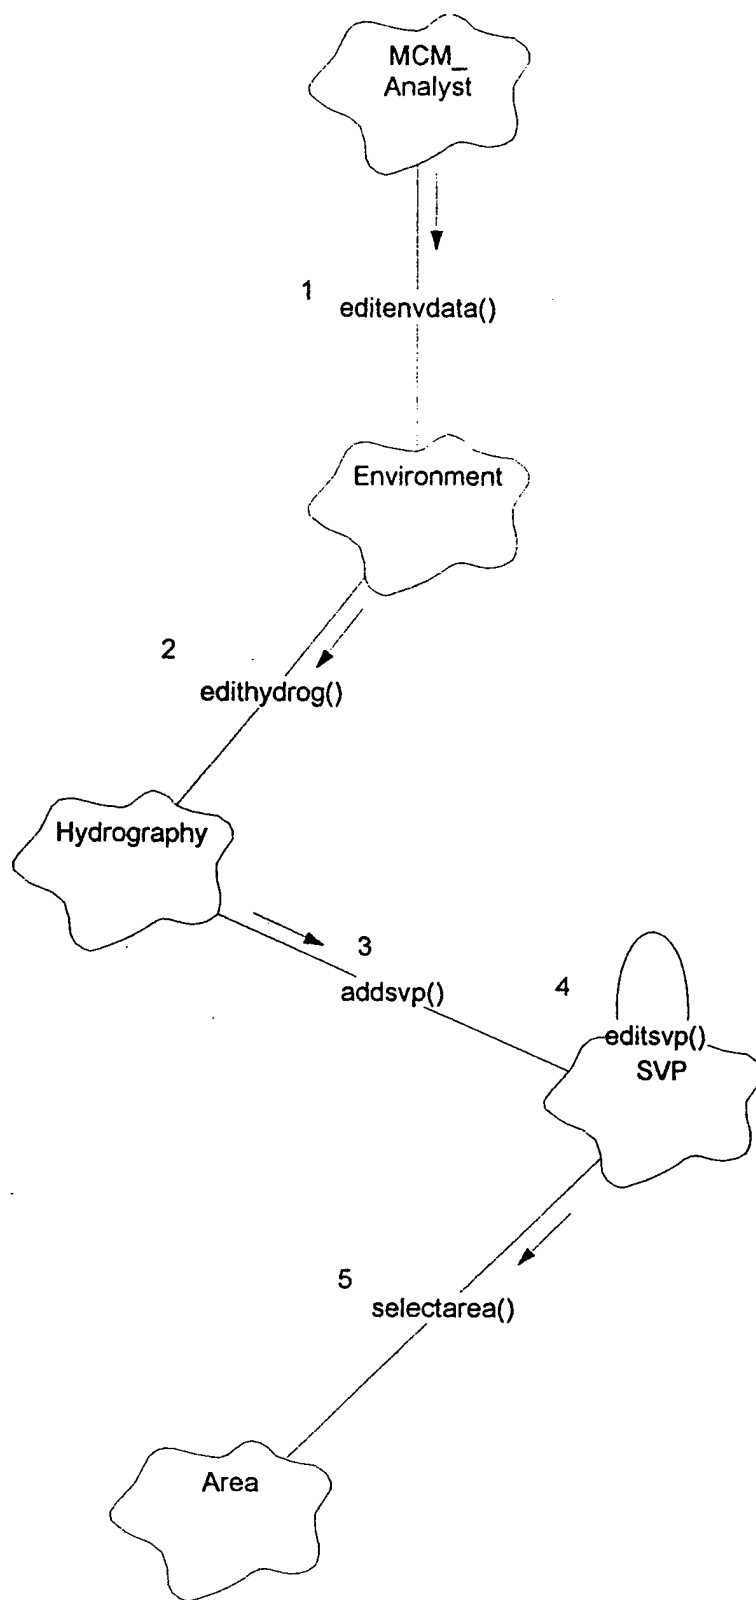 MCM_
Analyst
1
editenvdata()
Environment
2
edithydrog()
Hydrography
3
addsvp()
4
editsvp()
SVP
5
selectarea()
Area